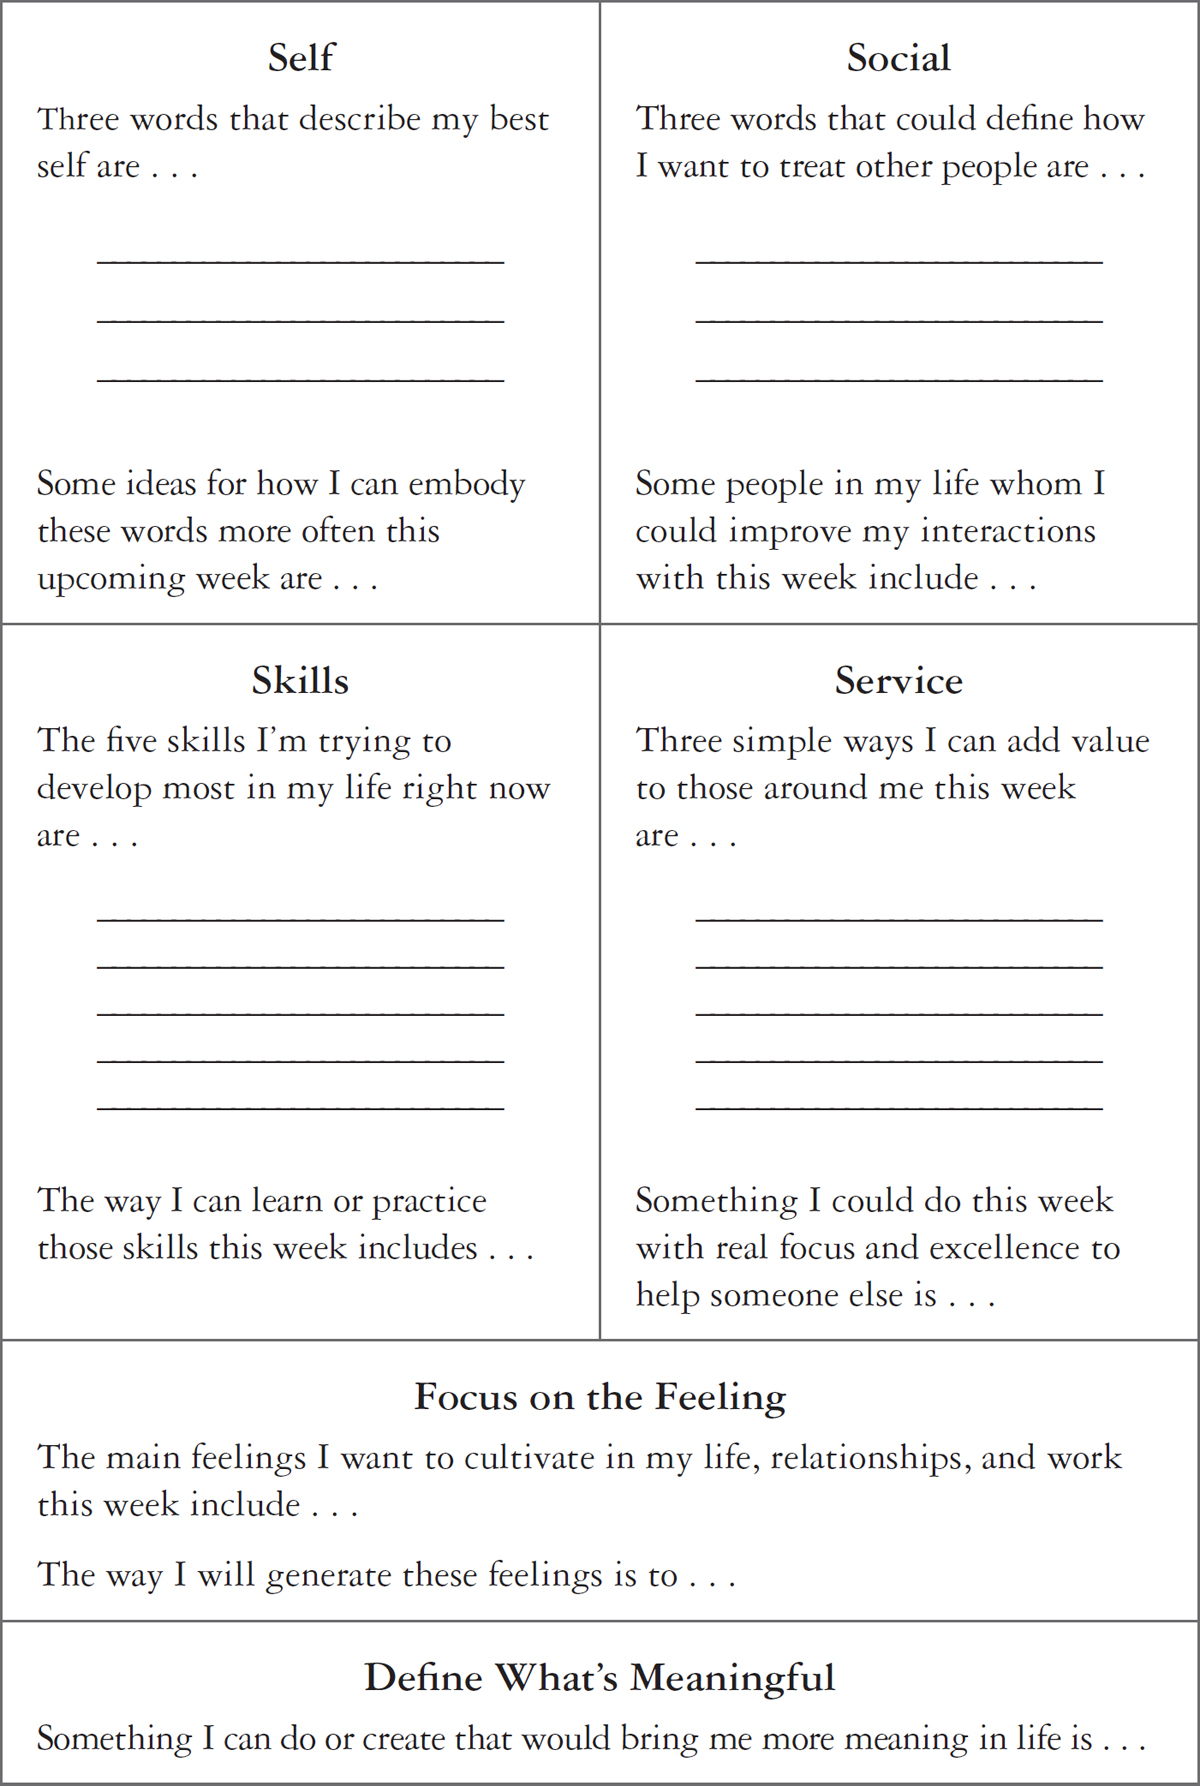 Self
Three words that describe my best
self are . . .
Some ideas for how I can embody
these words more often this
upcoming week are . . .
Social
Three words that could define how
I want to treat other people are . . .
Some people in my life whom I
could improve my interactions
with this week include . . .
Skills
The five skills I’m trying to
develop most in my life right now
are . . .
The way I can learn or practice
those skills this week includes . . .
Service
Three simple ways I can add value
to those around me this week
are . . .
Something I could do this week
with real focus and excellence to
help someone else is . . .
Focus on the Feeling
The main feelings I want to cultivate in my life, relationships, and work
this week include . . .
The way I will generate these feelings is to . . .
Define What’s Meaningful
Something I can do or create that would bring me more meaning in life is . . .